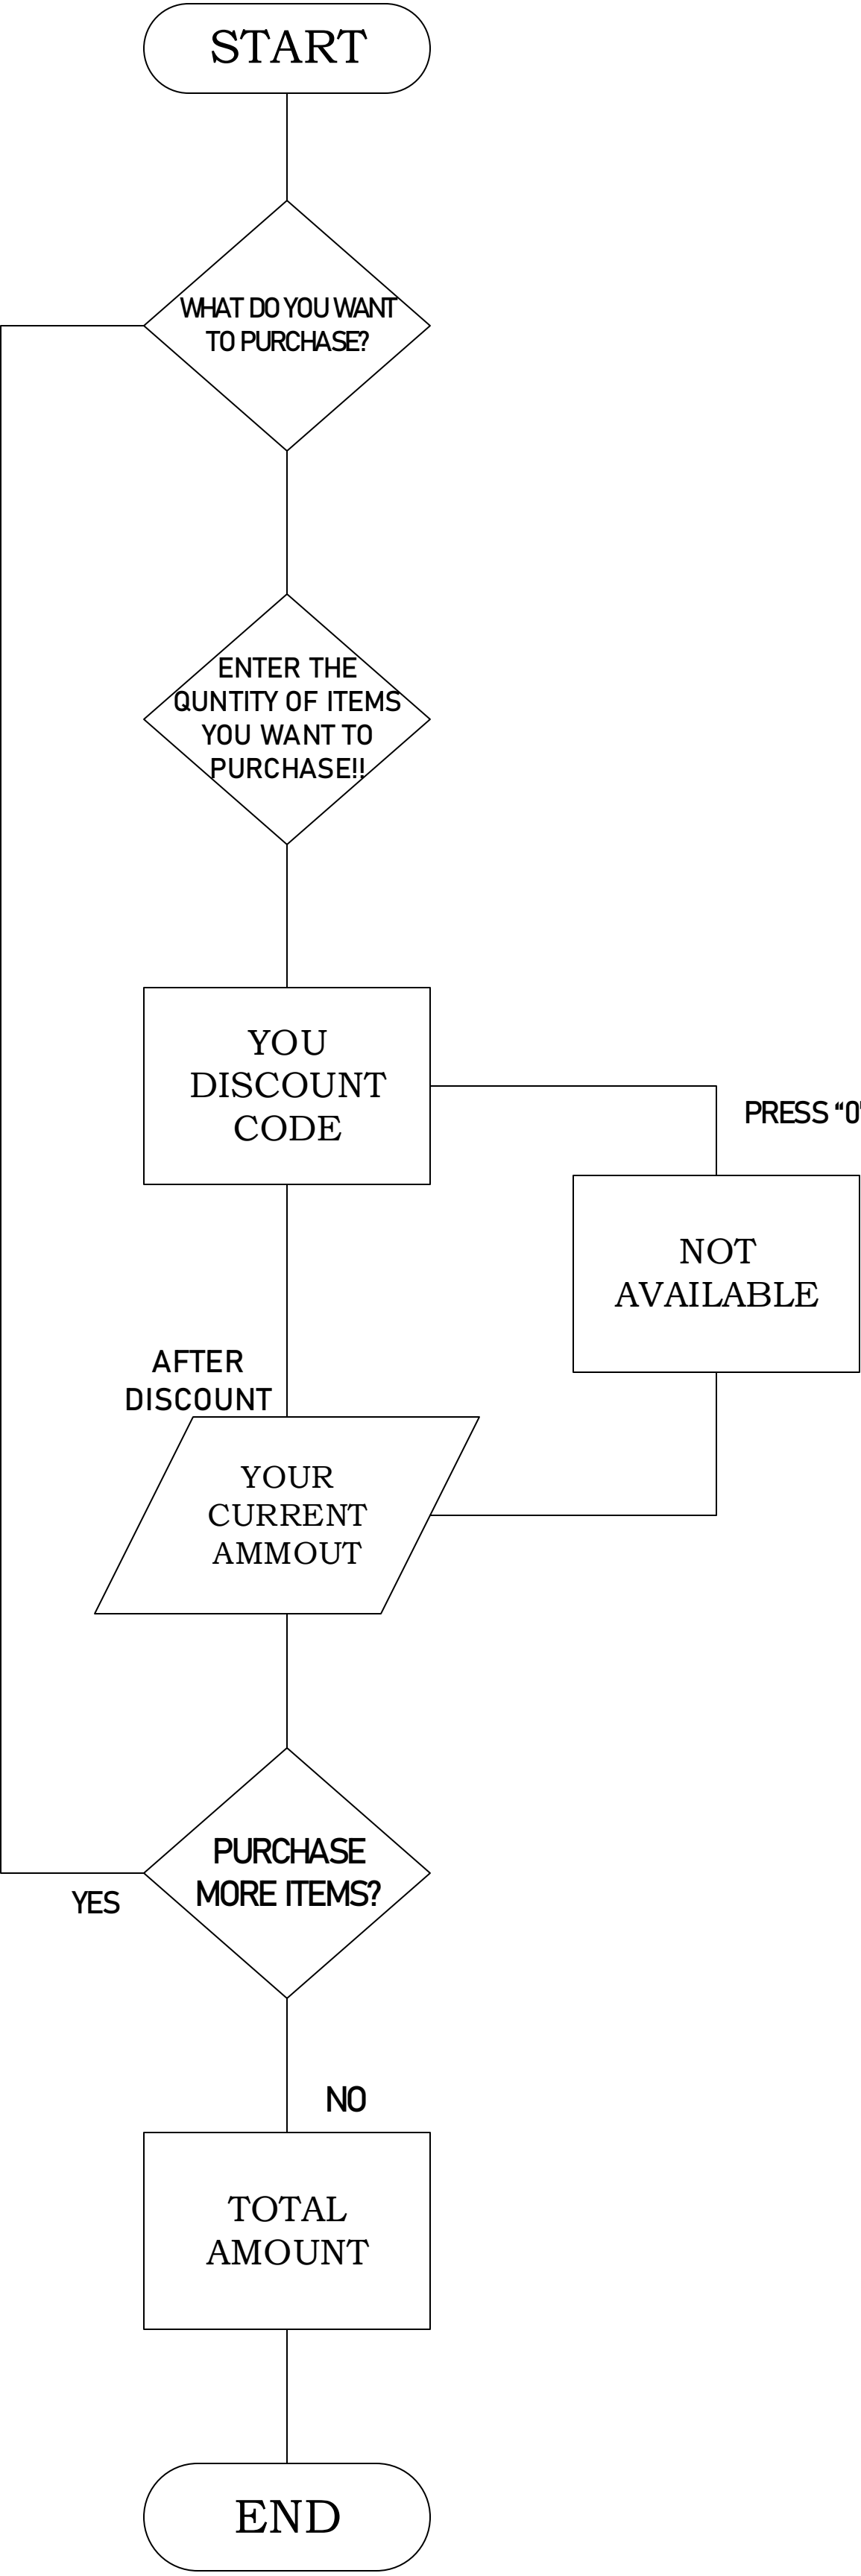 START
WHAT DO YOU WANT
TO PURCHASE?
ENTER THE
QUNTITY OF ITEMS
YOU WANT TO
PURCHASE!!
YOU
DISCOUNT
CODE
PRESS “0"
NOT
AVAILABLE
AFTER
DISCOUNT
YOUR
CURRENT
AMMOUT
PURCHASE
MORE ITEMS?
YES
NO
TOTAL
AMOUNT
END